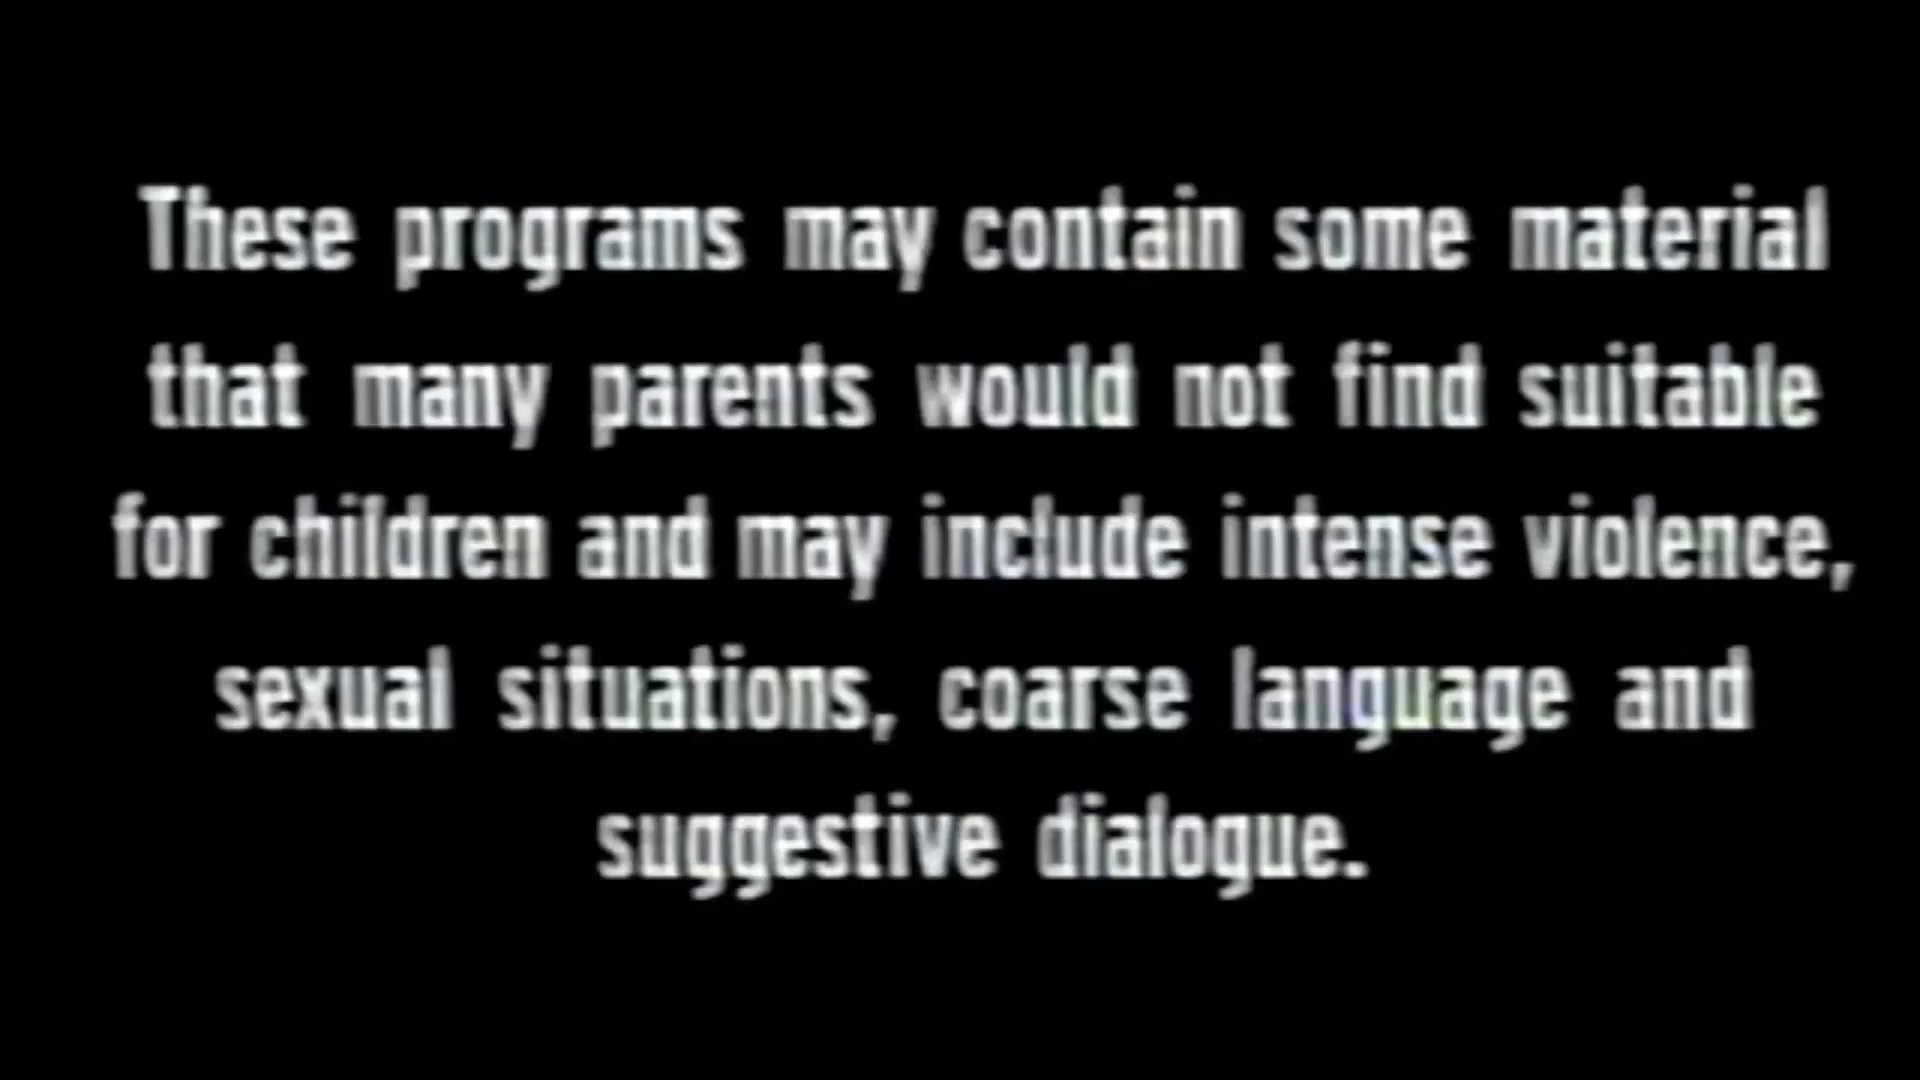 These programs may contain some material
that many parents would not find suitable
for children and may include intense violence,
sexual situations, coarse language and
suggestive dialogue.